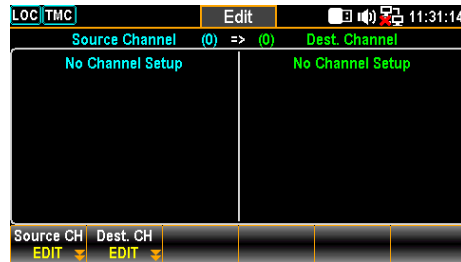 LOC TMC Edit 11:31:14
Source Channel (0) => (0) Dest. Channel
No Channel Setup No Channel Setup
Source CH Dest. CH
EDIT EDIT